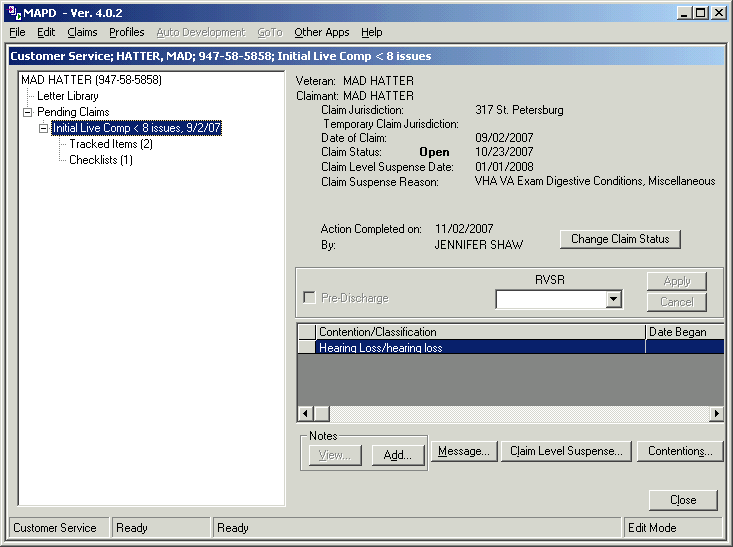 MAPD - Ver. 4.0.2
File Edit Claims Profiles Auto Development GoTo Other Apps Help
Customer Service; HATTER, MAD; 947-58-5858; Initial Live Comp < 8 issues
MAD HATTER (947-58-5858)
Letter Library
Pending Claims
Initial Live Comp < 8 issues, 9/2/07
Tracked Items (2)
Checklists (1)
Veteran: MAD HATTER
Claimant: MAD HATTER
Claim Jurisdiction: 317 St. Petersburg
Temporary Claim Jurisdiction:
Date of Claim: 09/02/2007
Claim Status: Open 10/23/2007
Claim Level Suspense Date: 01/01/2008
Claim Suspense Reason: VHA VA Exam Digestive Conditions, Miscellaneous
Action Completed on: 11/02/2007
By: JENNIFER SHAW
Change Claim Status
Pre-Discharge
RVSR
Apply
Cancel
Contention/Classification Date Began
Hearing Loss/hearing loss
Notes
View... Add... Message... Claim Level Suspense... Contentions...
Close
Customer Service Ready Ready Edit Mode